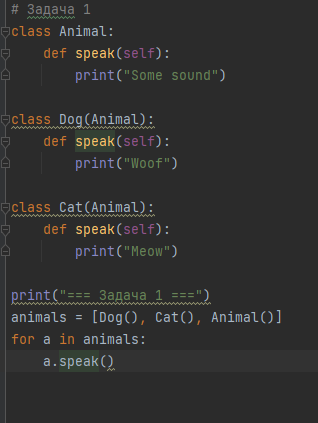 # Задача 1
class Animal:
    def speak(self):
        print("Some sound")
class Dog(Animal):
    def speak(self):
        print("Woof")
class Cat(Animal):
    def speak(self):
        print("Meow")
print("=== Задача 1 ===")
animals = [Dog(), Cat(), Animal()]
for a in animals:
    a.speak()